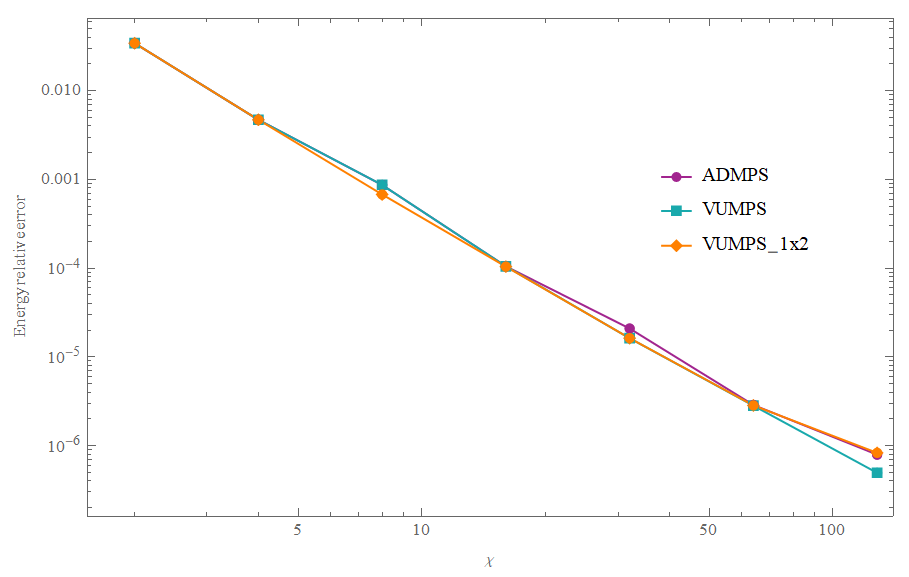 0.010
0.001
10⁻⁴
10⁻⁵
10⁻⁶
Energy relative error
5
10
50
100
χ
ADMPS
VUMPS
VUMPS_1x2